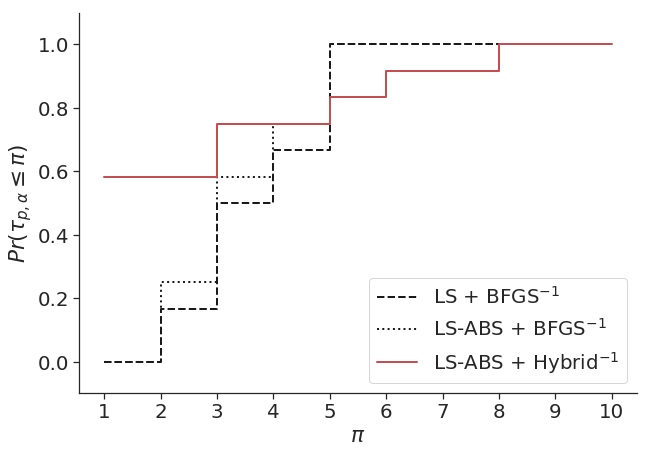 Pr(τp,α ≤ π)
1.0
0.8
0.6
0.4
0.2
0.0
LS + BFGS⁻¹
LS-ABS + BFGS⁻¹
LS-ABS + Hybrid⁻¹
1 2 3 4 5 6 7 8 9 10
π